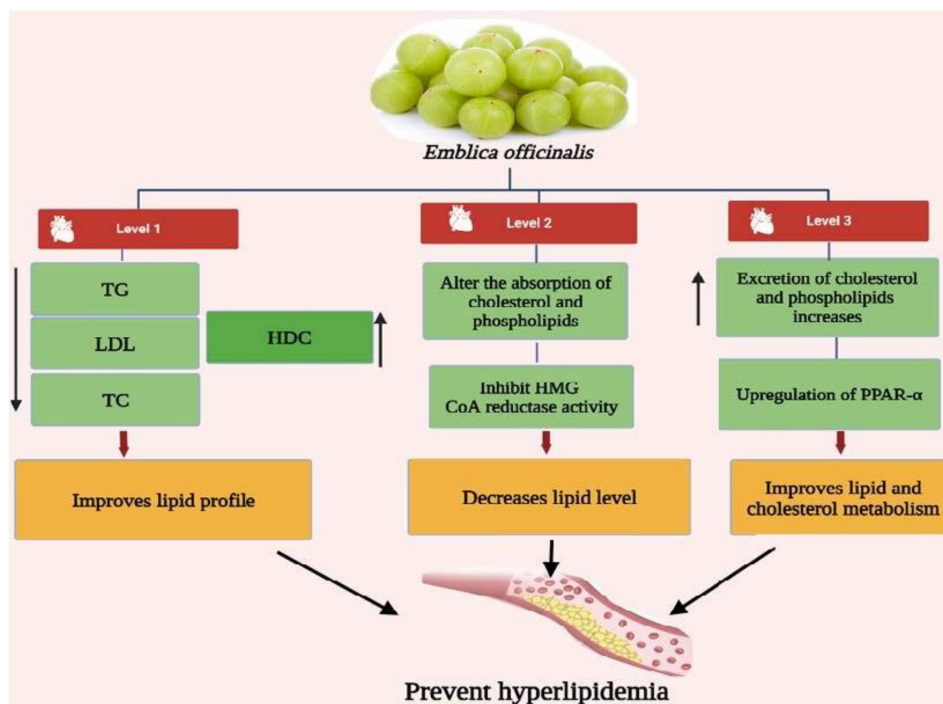 Emblica officinalis
Level 1
Level 2
Level 3
TG
LDL
TC
HDC
Alter the absorption of
cholesterol and
phospholipids
Inhibit HMG
CoA reductase activity
Excretion of cholesterol
and phospholipids
increases
Upregulation of PPAR-α
Improves lipid profile
Decreases lipid level
Improves lipid and
cholesterol metabolism
Prevent hyperlipidemia